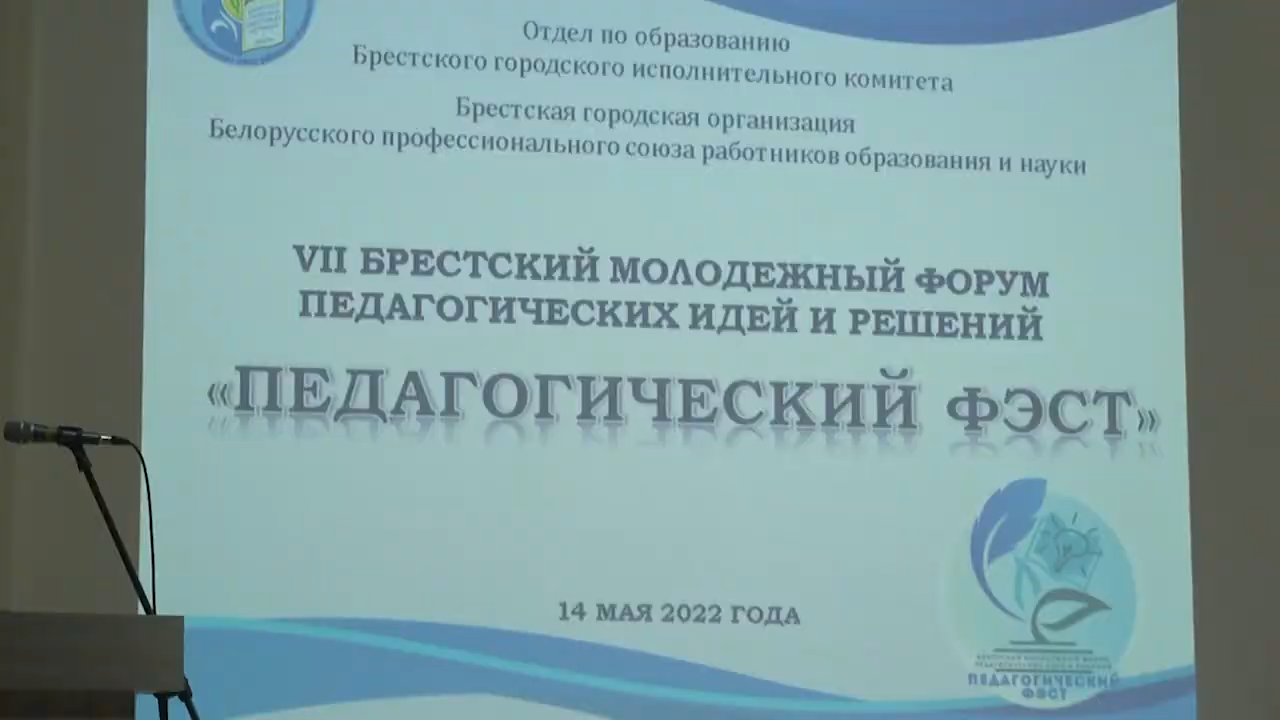 Отдел по образованию
Брестского городского исполнительного комитета
Брестская городская организация
Белорусского профессионального союза работников образования и науки
VII БРЕСТСКИЙ МОЛОДЕЖНЫЙ ФОРУМ
ПЕДАГОГИЧЕСКИХ ИДЕЙ И РЕШЕНИЙ
«ПЕДАГОГИЧЕСКИЙ ФЭСТ»
14 МАЯ 2022 ГОДА
ПЕДАГОГИЧЕСКИЙ
ФЭСТ